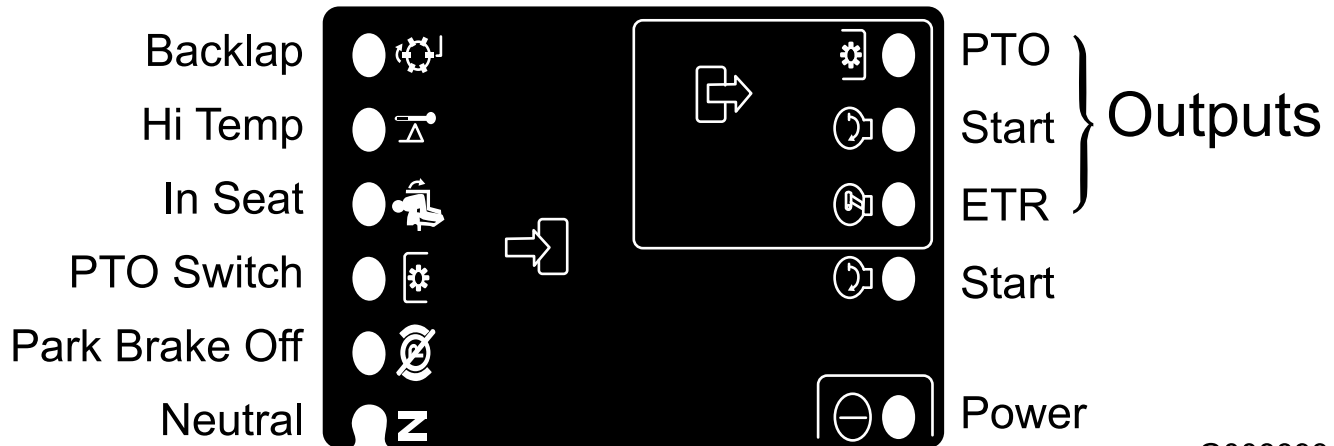 Backlap
Hi Temp
In Seat
PTO Switch
Park Brake Off
Neutral
N
PTO
Start
ETR
Outputs
Start
Power